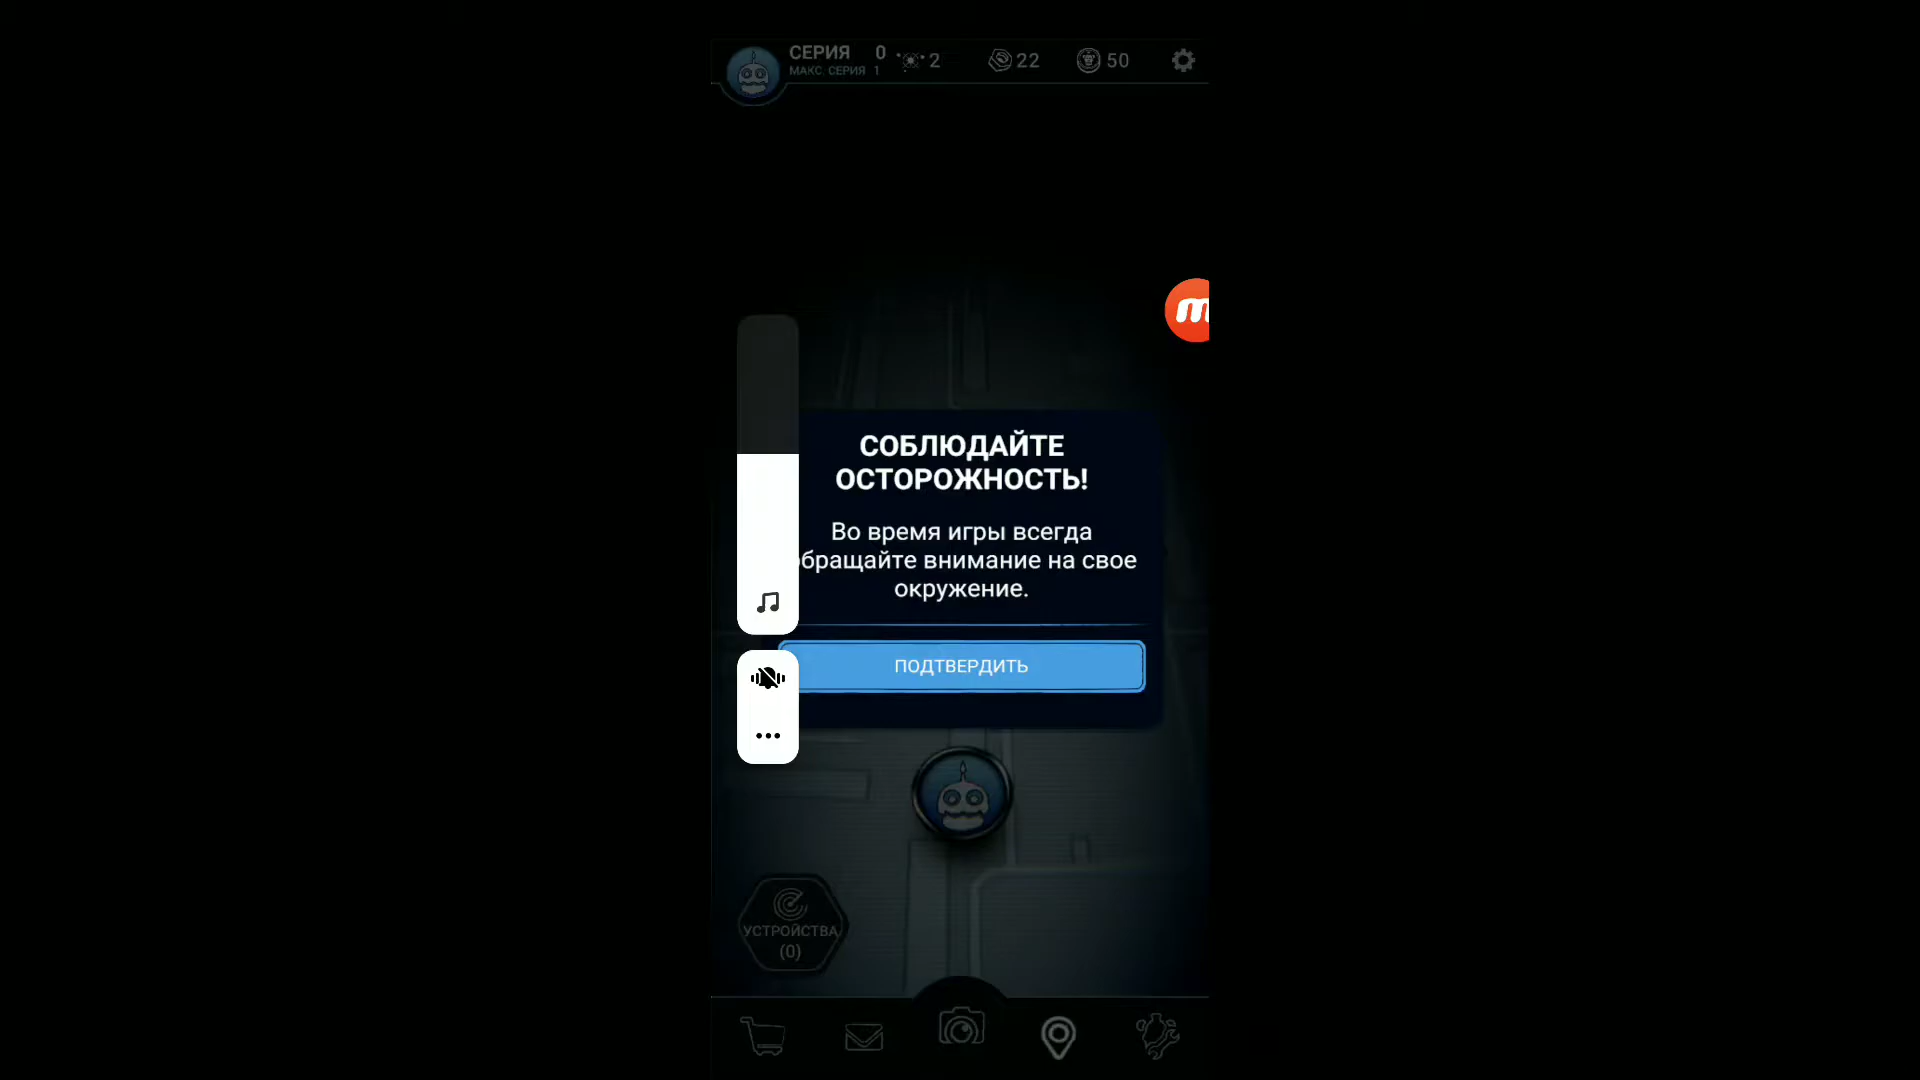 СЕРИЯ 0
МАКС. СЕРИЯ 1
2
22
50
m
СОБЛЮДАЙТЕ
ОСТОРОЖНОСТЬ!
Во время игры всегда
обращайте внимание на свое
окружение.
ПОДТВЕРДИТЬ
УСТРОЙСТВА
(0)